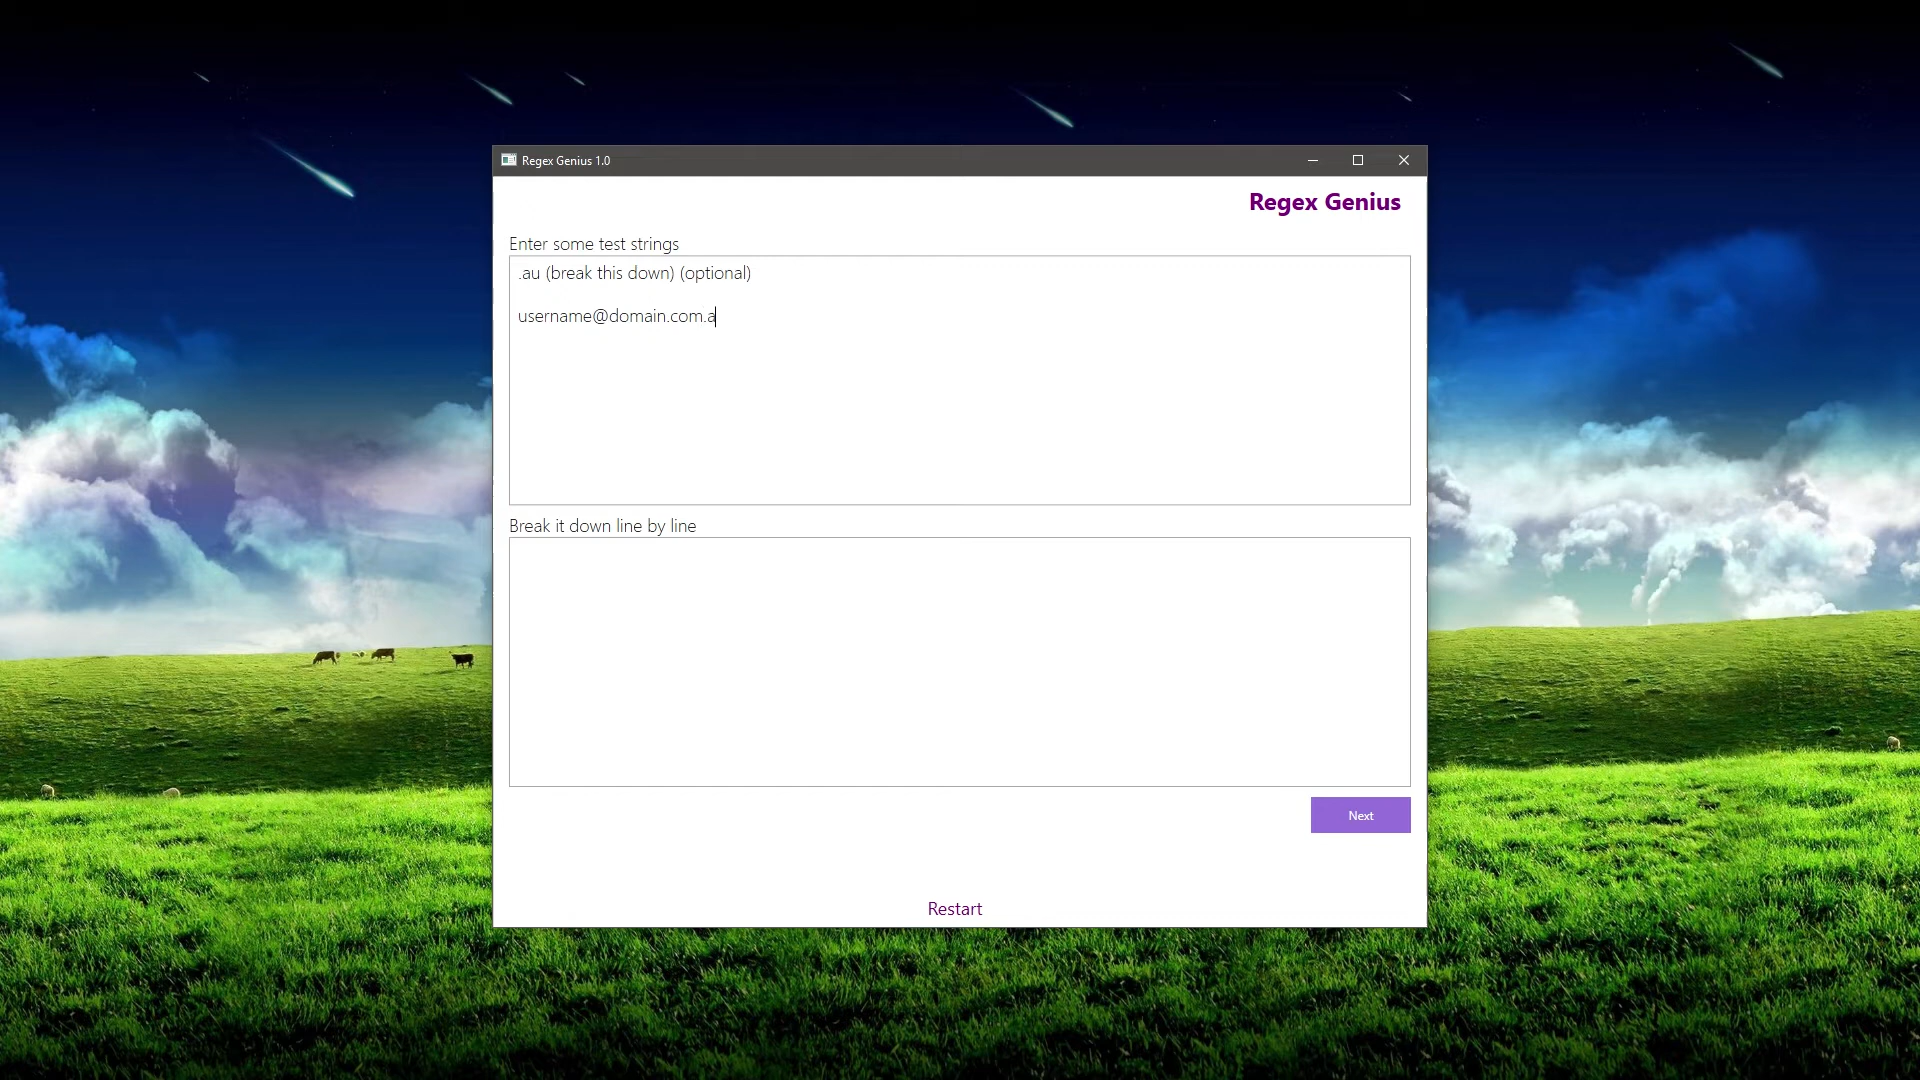 Regex Genius 1.0
Regex Genius
Enter some test strings
.au (break this down) (optional)
username@domain.com.a
Break it down line by line
Next
Restart